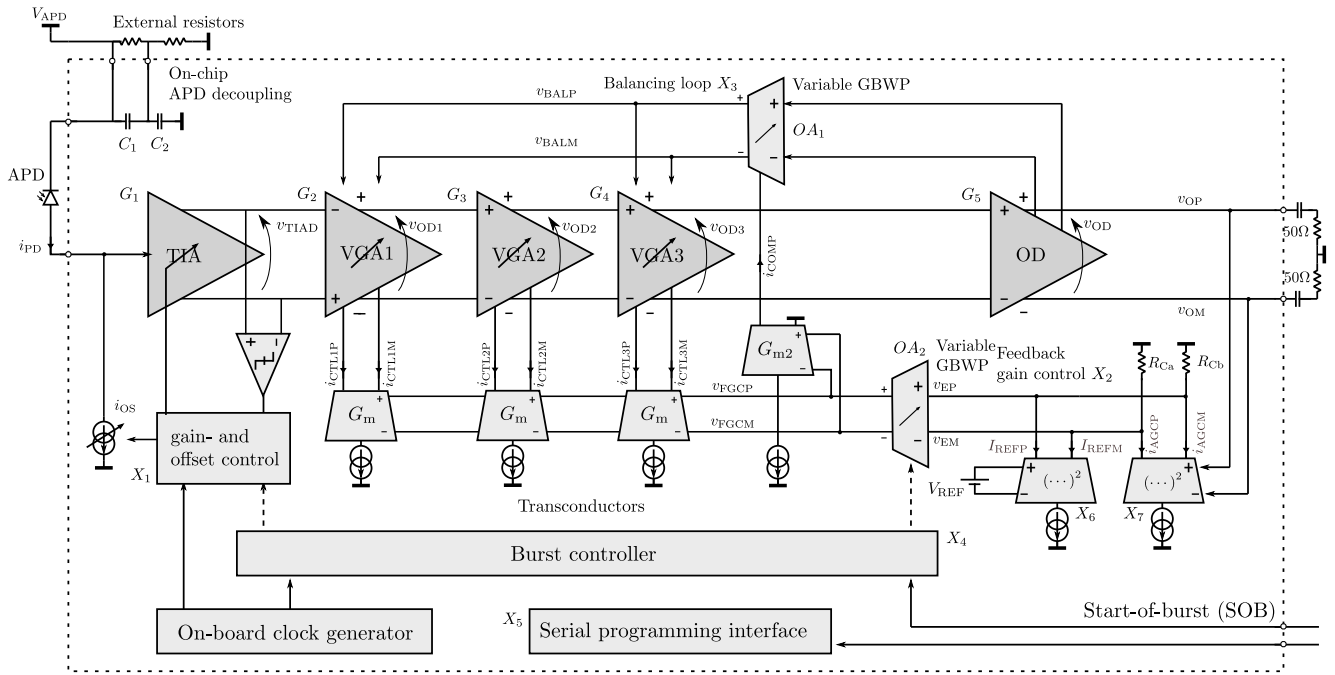 V_APD
External resistors
On-chip
APD decoupling
C_1 C_2
Balancing loop X_3
Variable GBWP
v_BALP
+ +
OA_1
v_BALM
− −
APD
i_PD
G_1
TIA
v_TIAD
G_2
+
−
VGA1
+
−
v_OD1
G_3
+
+
VGA2
−
−
v_OD2
G_4
+
+
VGA3
−
−
v_OD3
i_COMP
G_5
+
+
OD
−
−
v_OD
v_OP
v_OM
50Ω
50Ω
+ −
i_CTL1P i_CTL1M
i_CTL2P i_CTL2M
i_CTL3P i_CTL3M
G_m2
+
−
OA_2
Variable
GBWP
Feedback
gain control X_2
R_Ca R_Cb
v_FGCP
+ +
v_EP
G_m + −
G_m + −
G_m + −
v_FGCM
− −
v_EM
i_OS
gain- and
offset control
X_1
I_REFP I_REFM
i_AGCP i_AGCM
V_REF
+
−
(···)^2
X_6
+
−
(···)^2
X_7
Transconductors
Burst controller
X_4
On-board clock generator
X_5
Serial programming interface
Start-of-burst (SOB)